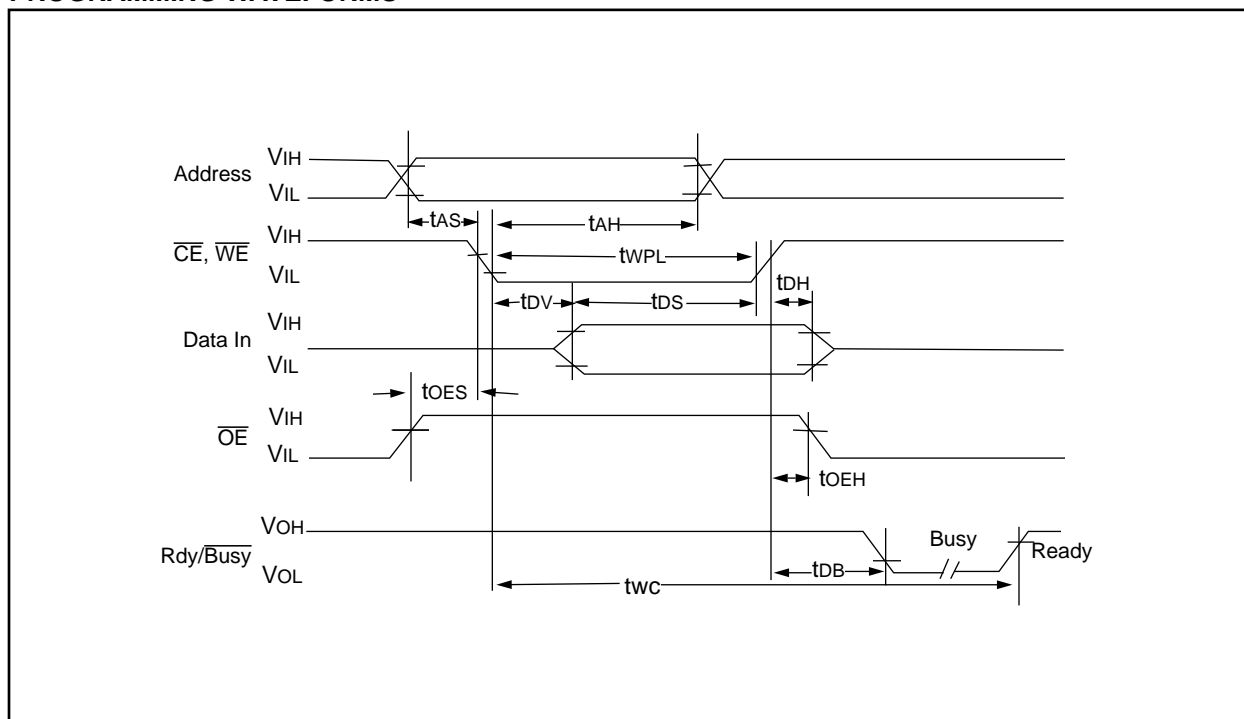 Address VIH
VIL
tAS tAH
CE, WE VIH
VIL
tWPL
tDH
tDV tDS
Data In VIH
VIL
tOES
OE VIH
VIL
tOEH
Rdy/Busy VOH
VOL
Busy
Ready
tDB
twc